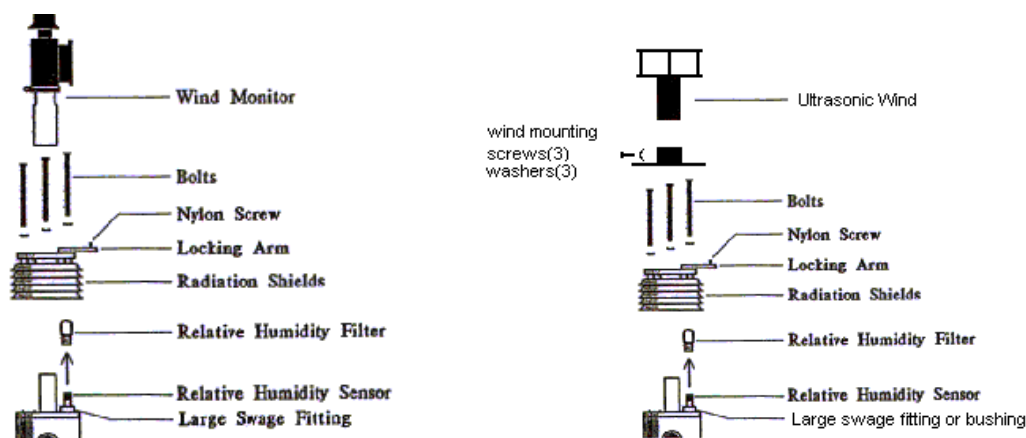 Wind Monitor
Bolts
Nylon Screw
Locking Arm
Radiation Shields
Relative Humidity Filter
Relative Humidity Sensor
Large Swage Fitting
Ultrasonic Wind
wind mounting
screws(3)
washers(3)
Bolts
Nylon Screw
Locking Arm
Radiation Shields
Relative Humidity Filter
Relative Humidity Sensor
Large swage fitting or bushing